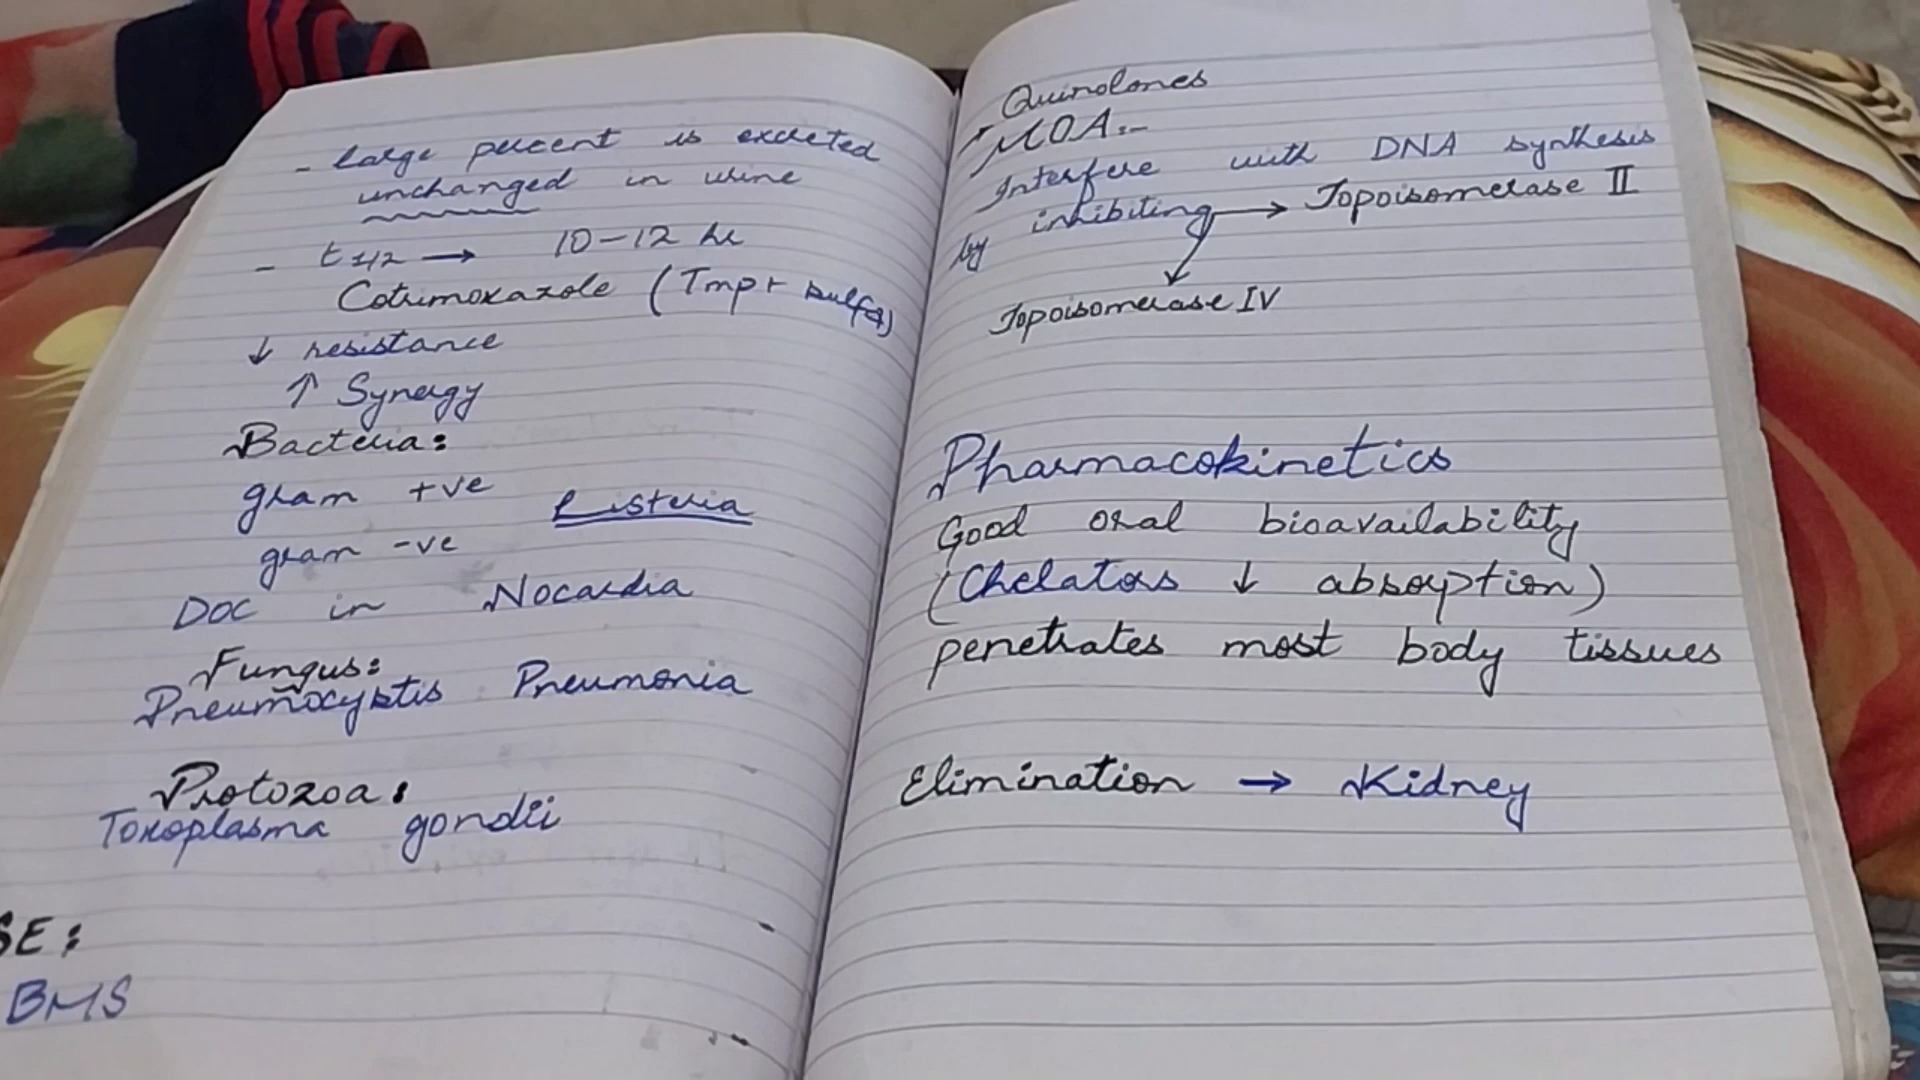 - large percent is excreted
unchanged in urine
- t 1/2 → 10-12 hr
Cotrimoxazole (Tmp+ sulfa)
↓ resistance
↑ Synergy
Bacteria:
gram +ve
Listeria
gram -ve
DOC in Nocardia
Fungus:
Pneumocystis Pneumonia
Protozoa:
Toxoplasma gondii
SE:
BMS
Quinolones
MOA:-
Interfere with DNA synthesis
by inhibiting → Topoisomerase II
Topoisomerase IV
Pharmacokinetics
Good oral bioavailability
(Chelators ↓ absorption)
penetrates most body tissues
Elimination → Kidney